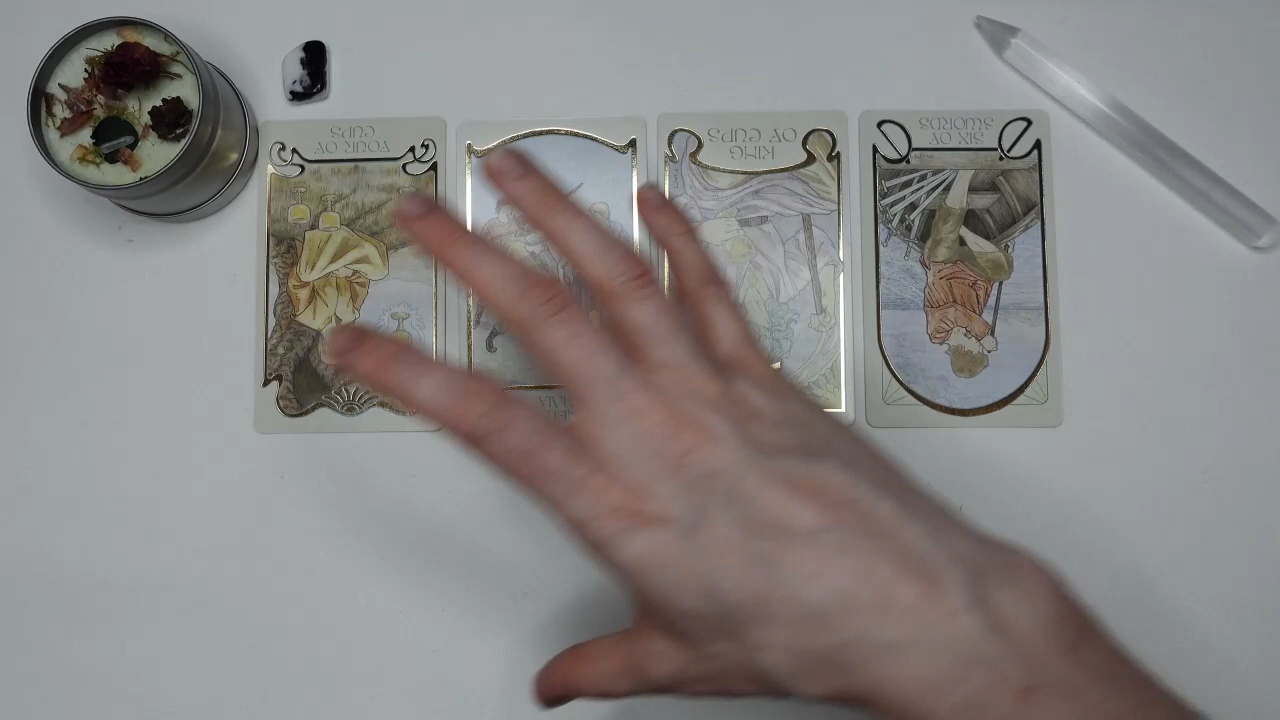 FOUR OF
CUPS
KING
OF CUPS
SIX OF
SWORDS